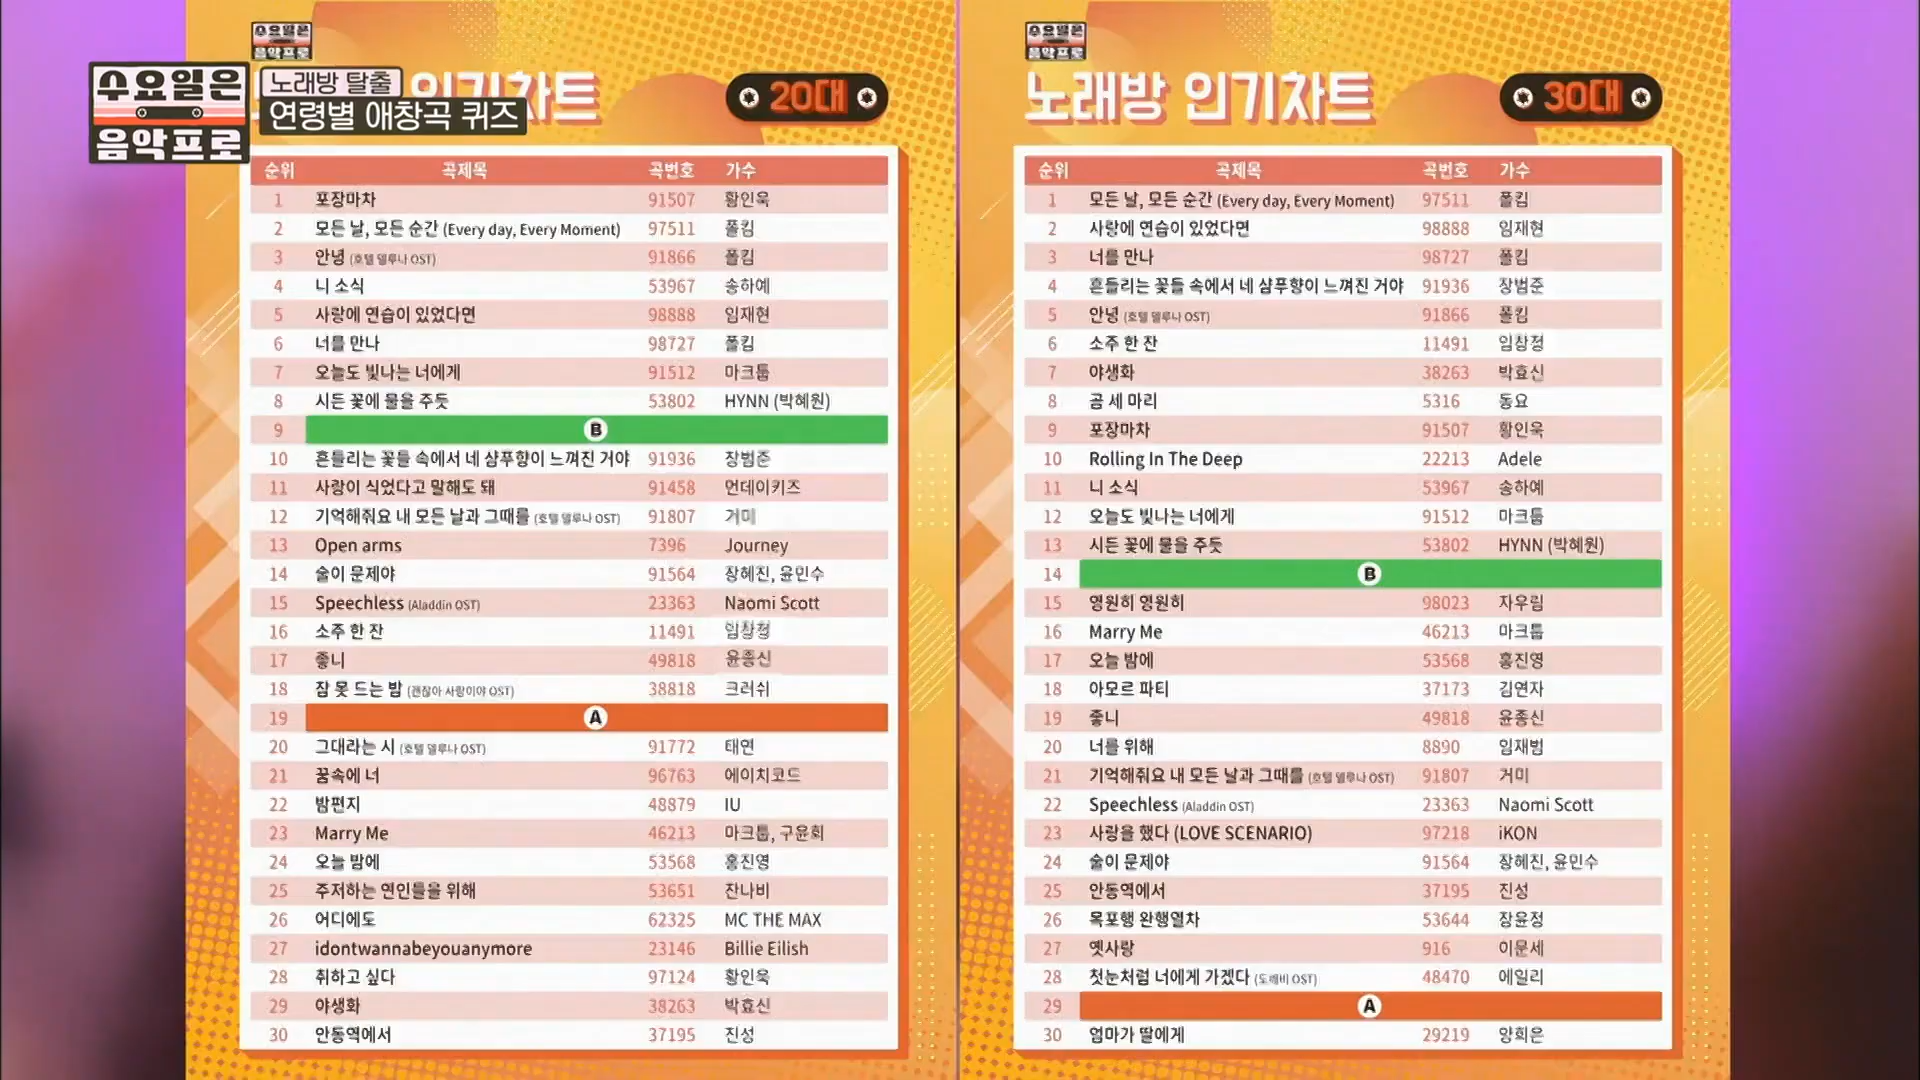 수요일은
음악프로
노래방 탈출
연령별 애창곡 퀴즈
수요일은
음악프로
인기차트
20대
순위 곡제목 곡번호 가수
1 포장마차 91507 황인욱
2 모든 날, 모든 순간 (Every day, Every Moment) 97511 폴킴
3 안녕 (호텔 델루나 OST) 91866 폴킴
4 니 소식 53967 송하예
5 사랑에 연습이 있었다면 98888 임재현
6 너를 만나 98727 폴킴
7 오늘도 빛나는 너에게 91512 마크툽
8 시든 꽃에 물을 주듯 53802 HYNN (박혜원)
9 B
10 흔들리는 꽃들 속에서 네 샴푸향이 느껴진 거야 91936 장범준
11 사랑이 식었다고 말해도 돼 91458 먼데이키즈
12 기억해줘요 내 모든 날과 그때를 (호텔 델루나 OST) 91807 거미
13 Open arms 7396 Journey
14 술이 문제야 91564 장혜진, 윤민수
15 Speechless (Aladdin OST) 23363 Naomi Scott
16 소주 한 잔 11491 임창정
17 좋니 49818 윤종신
18 잠 못 드는 밤 (괜찮아 사랑이야 OST) 38818 크러쉬
19 A
20 그대라는 시 (호텔 델루나 OST) 91772 태연
21 꿈속에 너 96763 에이치코드
22 밤편지 48879 IU
23 Marry Me 46213 마크툽, 구윤회
24 오늘 밤에 53568 홍진영
25 주저하는 연인들을 위해 53651 잔나비
26 어디에도 62325 MC THE MAX
27 idontwannabeyouanymore 23146 Billie Eilish
28 취하고 싶다 97124 황인욱
29 야생화 38263 박효신
30 안동역에서 37195 진성
수요일은
음악프로
노래방 인기차트
30대
순위 곡제목 곡번호 가수
1 모든 날, 모든 순간 (Every day, Every Moment) 97511 폴킴
2 사랑에 연습이 있었다면 98888 임재현
3 너를 만나 98727 폴킴
4 흔들리는 꽃들 속에서 네 샴푸향이 느껴진 거야 91936 장범준
5 안녕 (호텔 델루나 OST) 91866 폴킴
6 소주 한 잔 11491 임창정
7 야생화 38263 박효신
8 곰 세 마리 5316 동요
9 포장마차 91507 황인욱
10 Rolling In The Deep 22213 Adele
11 니 소식 53967 송하예
12 오늘도 빛나는 너에게 91512 마크툽
13 시든 꽃에 물을 주듯 53802 HYNN (박혜원)
14 B
15 영원히 영원히 98023 자우림
16 Marry Me 46213 마크툽
17 오늘 밤에 53568 홍진영
18 아모르 파티 37173 김연자
19 좋니 49818 윤종신
20 너를 위해 8890 임재범
21 기억해줘요 내 모든 날과 그때를 (호텔 델루나 OST) 91807 거미
22 Speechless (Aladdin OST) 23363 Naomi Scott
23 사랑을 했다 (LOVE SCENARIO) 97218 iKON
24 술이 문제야 91564 장혜진, 윤민수
25 안동역에서 37195 진성
26 목포행 완행열차 53644 장윤정
27 옛사랑 916 이문세
28 첫눈처럼 너에게 가겠다 (도깨비 OST) 48470 에일리
29 A
30 엄마가 딸에게 29219 양희은